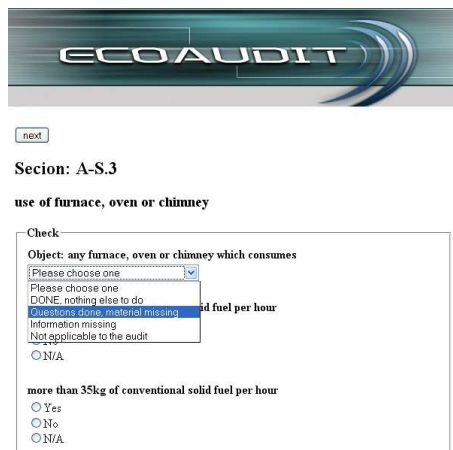 ECOAUDIT
next
Secion: A-S.3
use of furnace, oven or chimney
Check
Object: any furnace, oven or chimney which consumes
Please choose one
Please choose one
DONE, nothing else to do
Questions done, material missing
id fuel per hour
Information missing
Not applicable to the audit
N/A
more than 35kg of conventional solid fuel per hour
Yes
No
N/A